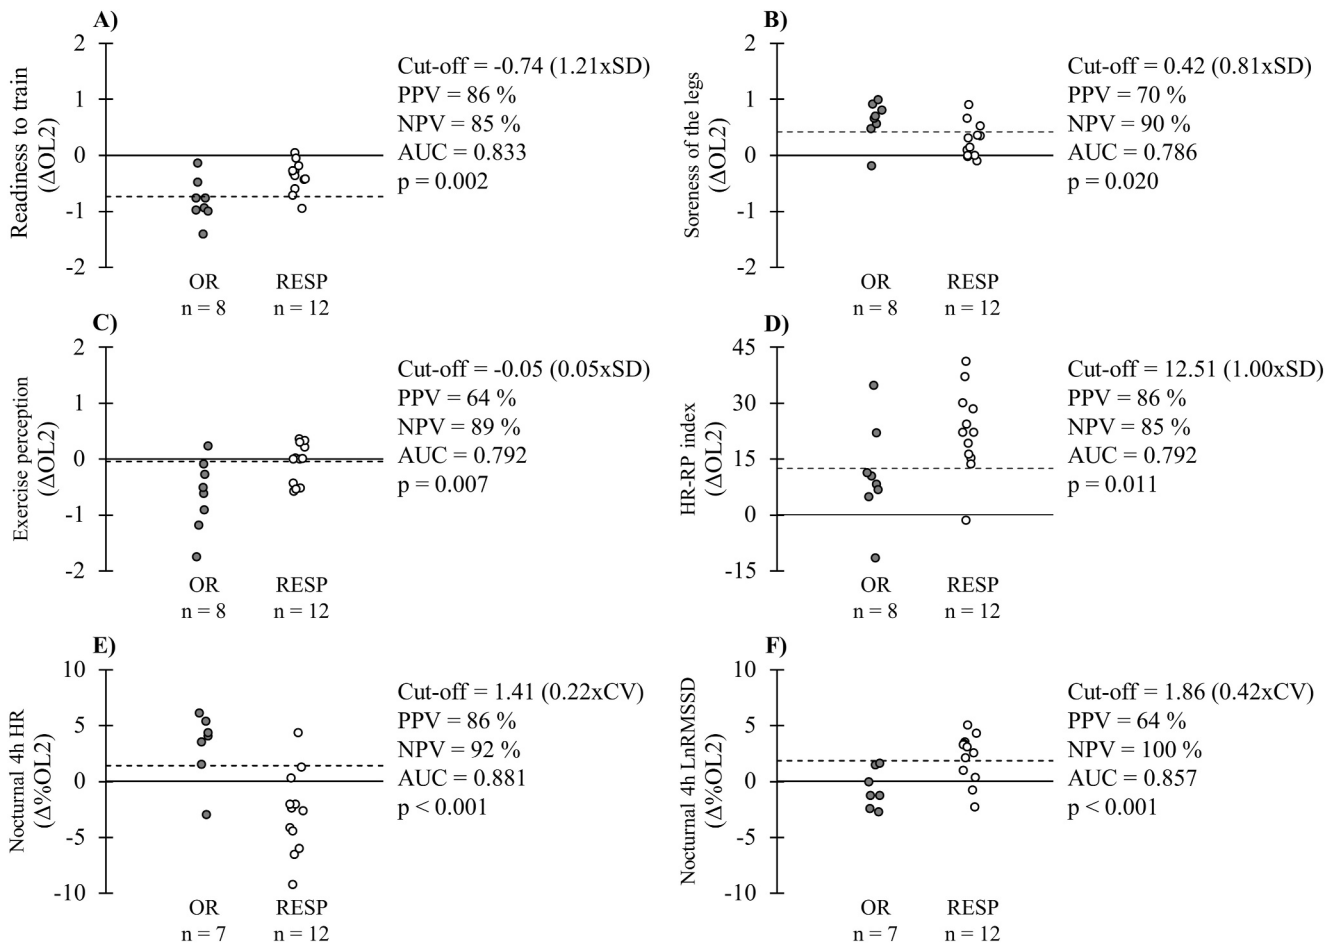 A)
Readiness to train
(ΔOL2)
2
1
0
-1
-2
Cut-off = -0.74 (1.21xSD)
PPV = 86 %
NPV = 85 %
AUC = 0.833
p = 0.002
OR
n = 8
RESP
n = 12
B)
Soreness of the legs
(ΔOL2)
2
1
0
-1
-2
Cut-off = 0.42 (0.81xSD)
PPV = 70 %
NPV = 90 %
AUC = 0.786
p = 0.020
OR
n = 8
RESP
n = 12
C)
Exercise perception
(ΔOL2)
2
1
0
-1
-2
Cut-off = -0.05 (0.05xSD)
PPV = 64 %
NPV = 89 %
AUC = 0.792
p = 0.007
OR
n = 8
RESP
n = 12
D)
HR-RP index
(ΔOL2)
45
30
15
0
-15
Cut-off = 12.51 (1.00xSD)
PPV = 86 %
NPV = 85 %
AUC = 0.792
p = 0.011
OR
n = 8
RESP
n = 12
E)
Nocturnal 4h HR
(Δ%OL2)
10
5
0
-5
-10
Cut-off = 1.41 (0.22xCV)
PPV = 86 %
NPV = 92 %
AUC = 0.881
p < 0.001
OR
n = 7
RESP
n = 12
F)
Nocturnal 4h LnRMSSD
(Δ%OL2)
10
5
0
-5
-10
Cut-off = 1.86 (0.42xCV)
PPV = 64 %
NPV = 100 %
AUC = 0.857
p < 0.001
OR
n = 7
RESP
n = 12